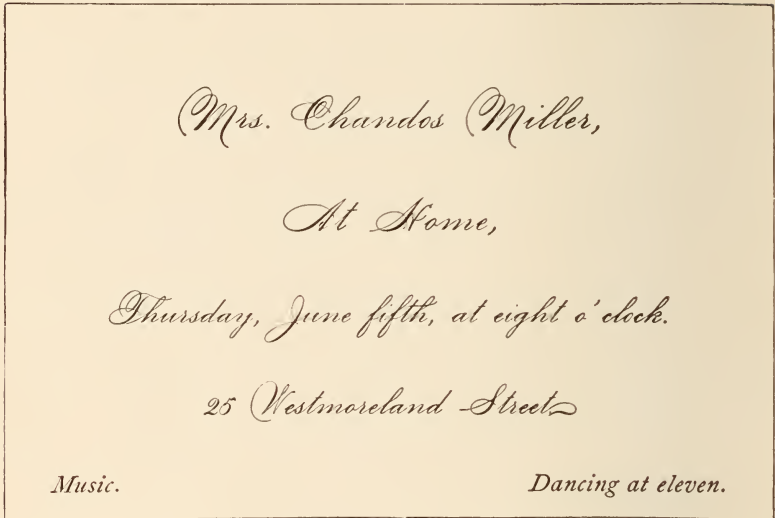 Mrs. Chandos Miller,
At Home,
Thursday, June fifth, at eight o'clock.
25 Westmoreland Street
Music. Dancing at eleven.